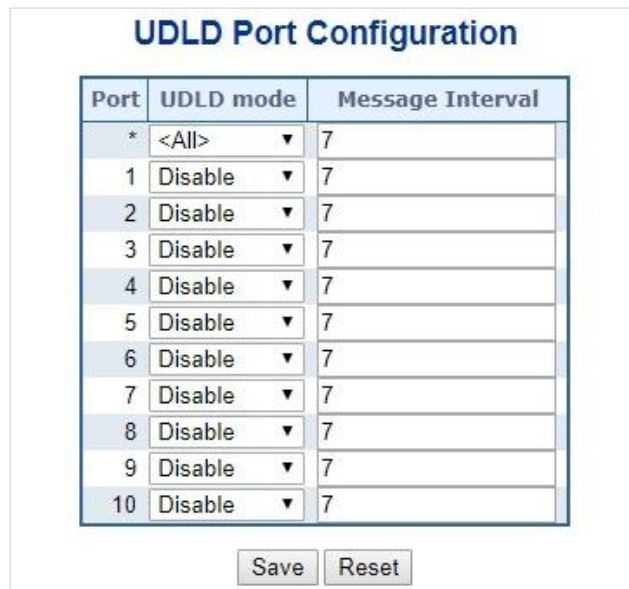 UDLD Port Configuration
Port UDLD mode Message Interval
* <All> 7
1 Disable 7
2 Disable 7
3 Disable 7
4 Disable 7
5 Disable 7
6 Disable 7
7 Disable 7
8 Disable 7
9 Disable 7
10 Disable 7
Save Reset